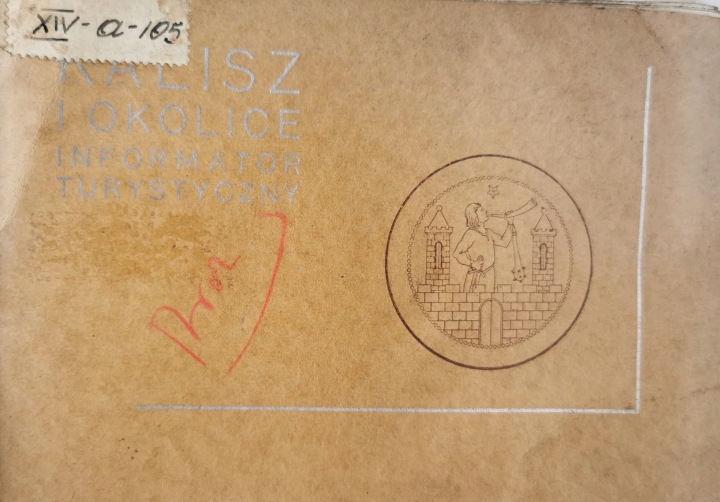 XIV-a-105
KALISZ
I OKOLICE
INFORMATOR
TURYSTYCZNY